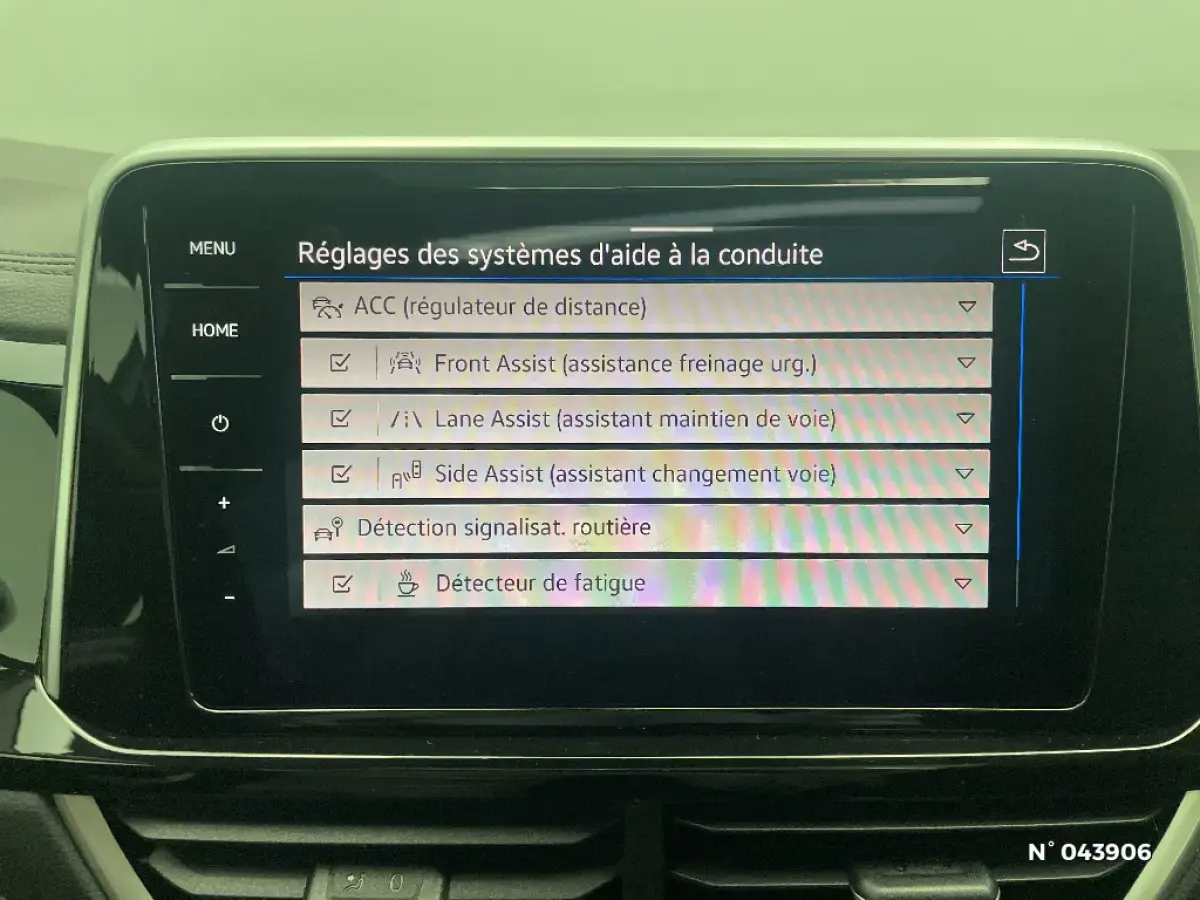 MENU
Réglages des systèmes d'aide à la conduite
HOME
ACC (régulateur de distance)
Front Assist (assistance freinage urg.)
Lane Assist (assistant maintien de voie)
Side Assist (assistant changement voie)
Détection signalisat. routière
Détecteur de fatigue
+
-
0
N° 043906